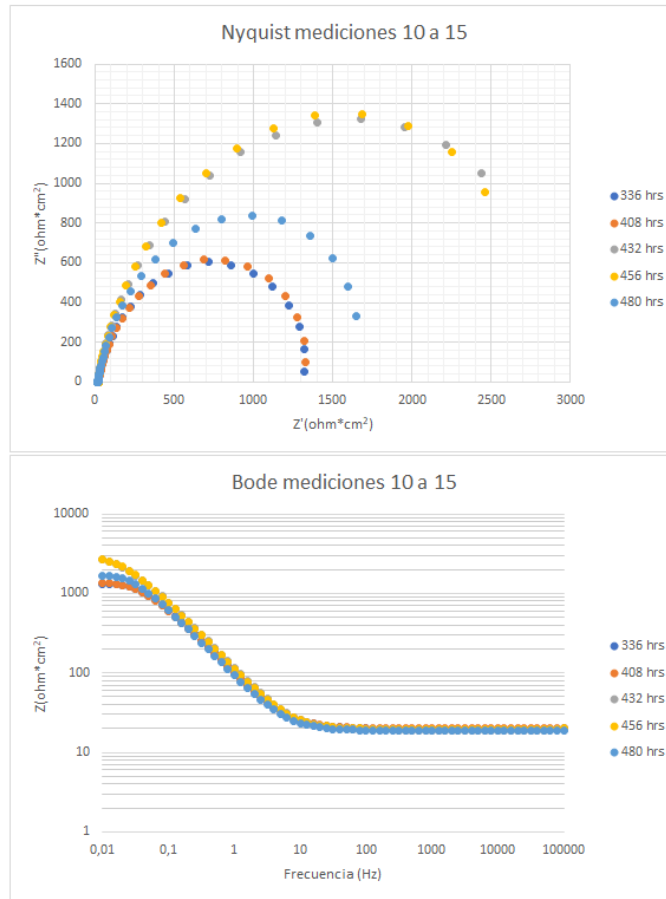 Nyquist mediciones 10 a 15
1600
1400
1200
1000
800
600
400
200
0
Z"(ohm*cm²)
0 500 1000 1500 2000 2500 3000
Z'(ohm*cm²)
336 hrs
408 hrs
432 hrs
456 hrs
480 hrs
Bode mediciones 10 a 15
10000
1000
100
10
1
Z(ohm*cm²)
0,01 0,1 1 10 100 1000 10000 100000
Frecuencia (Hz)
336 hrs
408 hrs
432 hrs
456 hrs
480 hrs